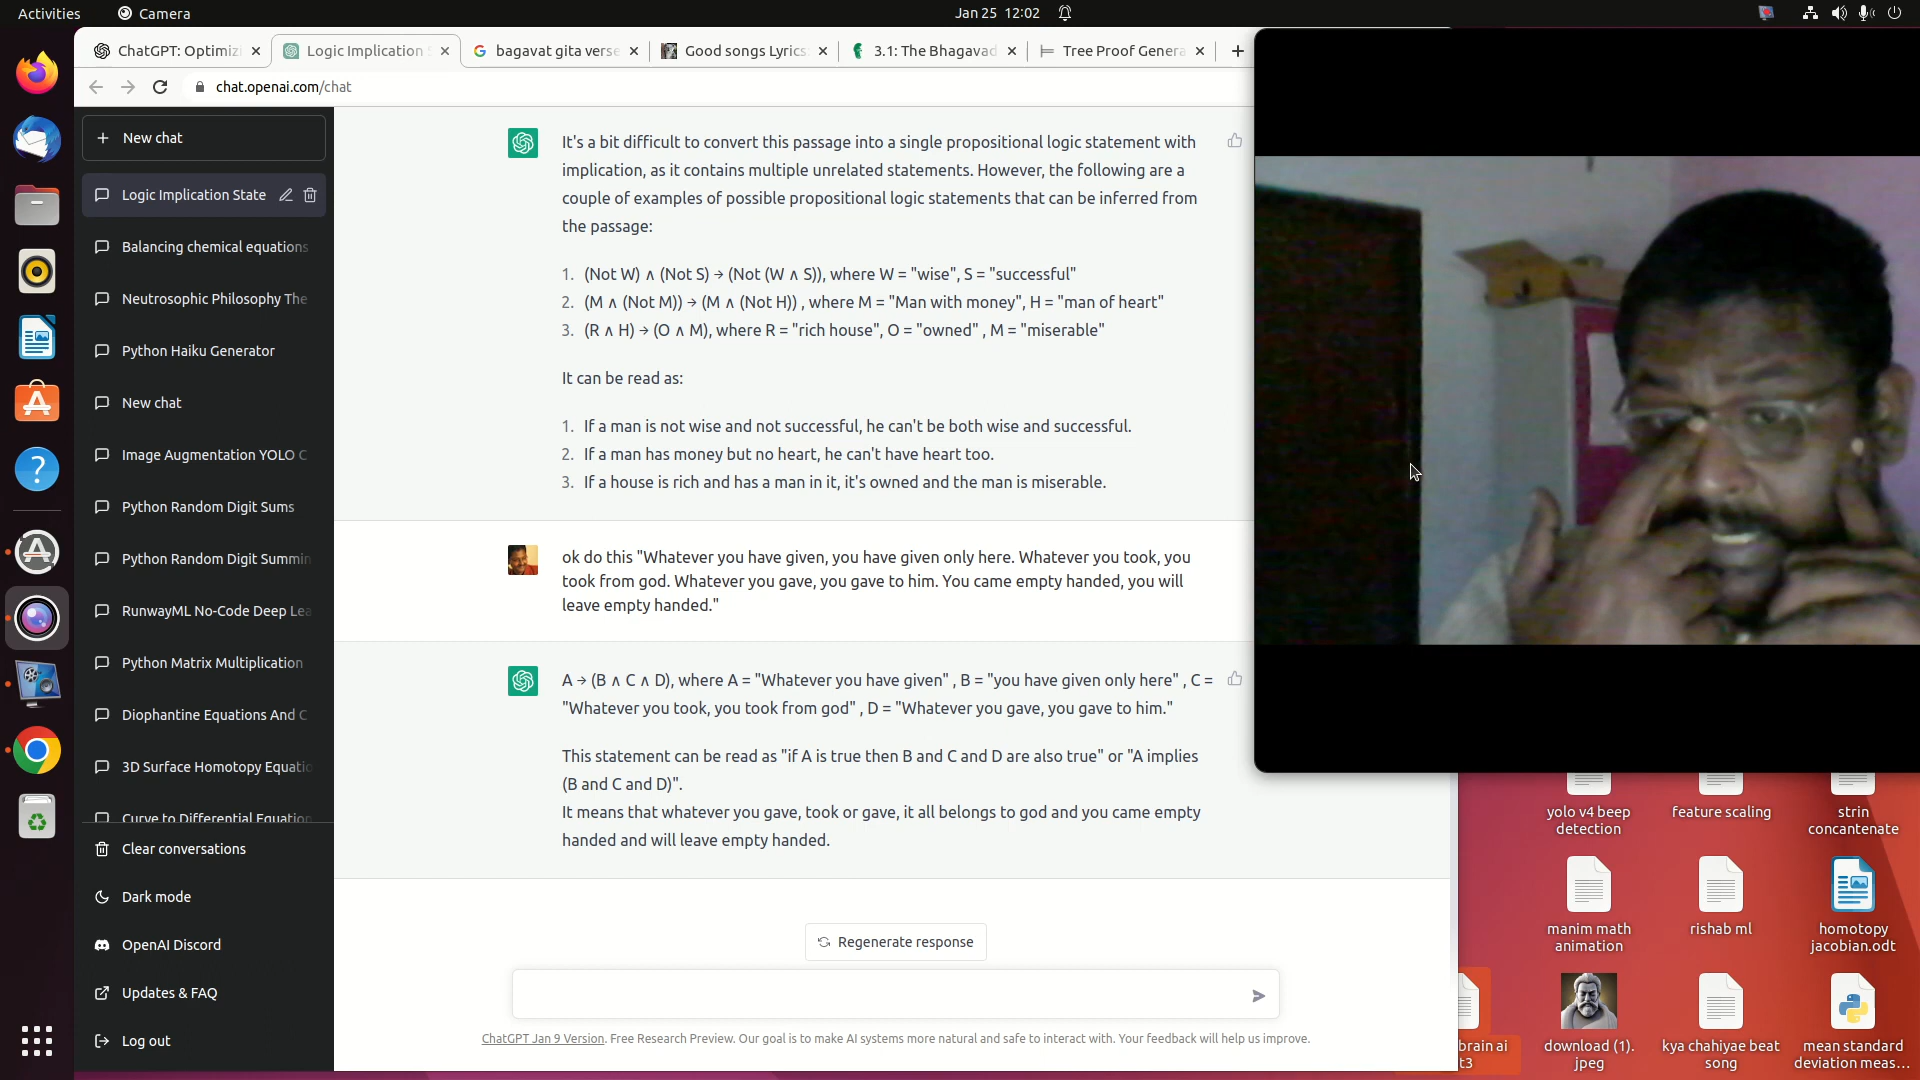 Activities
Camera
Jan 25 12:02
ChatGPT: Optimizi
Logic Implication S
bagavat gita verse
Good songs Lyrics
3.1: The Bhagavad
Tree Proof Genera
chat.openai.com/chat
New chat
Logic Implication State
Balancing chemical equations
Neutrosophic Philosophy The
Python Haiku Generator
New chat
Image Augmentation YOLO C
Python Random Digit Sums
Python Random Digit Summin
RunwayML No-Code Deep Lea
Python Matrix Multiplication
Diophantine Equations And C
3D Surface Homotopy Equatio
Curve to Differential Equation
Clear conversations
Dark mode
OpenAI Discord
Updates & FAQ
Log out
It's a bit difficult to convert this passage into a single propositional logic statement with
implication, as it contains multiple unrelated statements. However, the following are a
couple of examples of possible propositional logic statements that can be inferred from
the passage:
1. (Not W) ∧ (Not S) → (Not (W ∧ S)), where W = "wise", S = "successful"
2. (M ∧ (Not M)) → (M ∧ (Not H)) , where M = "Man with money", H = "man of heart"
3. (R ∧ H) → (O ∧ M), where R = "rich house", O = "owned" , M = "miserable"
It can be read as:
1. If a man is not wise and not successful, he can't be both wise and successful.
2. If a man has money but no heart, he can't have heart too.
3. If a house is rich and has a man in it, it's owned and the man is miserable.
ok do this "Whatever you have given, you have given only here. Whatever you took, you
took from god. Whatever you gave, you gave to him. You came empty handed, you will
leave empty handed."
A → (B ∧ C ∧ D), where A = "Whatever you have given" , B = "you have given only here" , C =
"Whatever you took, you took from god" , D = "Whatever you gave, you gave to him."
This statement can be read as "if A is true then B and C and D are also true" or "A implies
(B and C and D)".
It means that whatever you gave, took or gave, it all belongs to god and you came empty
handed and will leave empty handed.
Regenerate response
ChatGPT Jan 9 Version. Free Research Preview. Our goal is to make AI systems more natural and safe to interact with. Your feedback will help us improve.
yolo v4 beep
detection
feature scaling
strin
concantenate
manim math
animation
rishab ml
homotopy
jacobian.odt
brain ai
t3
download (1).
jpeg
kya chahiyae beat
song
mean standard
deviation meas...